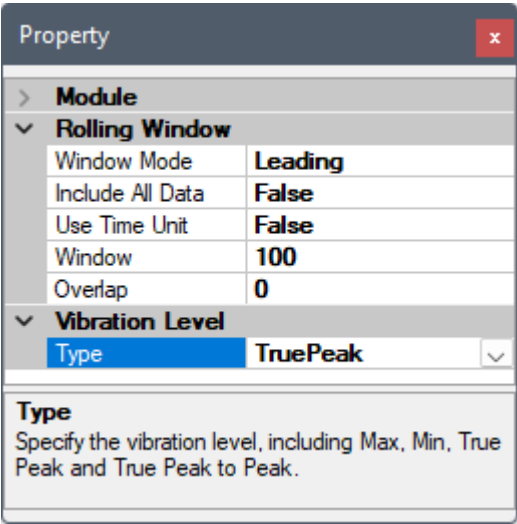 Property
x
Module
Rolling Window
Window Mode Leading
Include All Data False
Use Time Unit False
Window 100
Overlap 0
Vibration Level
Type TruePeak
Type
Specify the vibration level, including Max, Min, True
Peak and True Peak to Peak.